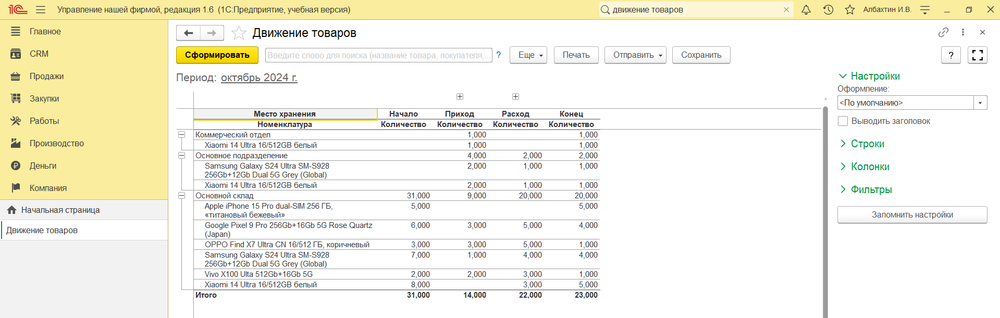 1С Управление нашей фирмой, редакция 1.6 (1С:Предприятие, учебная версия) движение товаров Албахтин И.В.
Главное
CRM
Продажи
Закупки
Работы
Производство
Деньги
Компания
Начальная страница
Движение товаров
Движение товаров
Сформировать Введите слово для поиска (название товара, покупателя,... ? Еще Печать Отправить Сохранить ?
Период: октябрь 2024 г.
Место хранения Начало Приход Расход Конец
Номенклатура Количество Количество Количество Количество
Коммерческий отдел 1,000 1,000
Xiaomi 14 Ultra 16/512GB белый 1,000 1,000
Основное подразделение 4,000 2,000 2,000
Samsung Galaxy S24 Ultra SM-S928 2,000 1,000 1,000
256Gb+12Gb Dual 5G Grey (Global)
Xiaomi 14 Ultra 16/512GB белый 2,000 1,000 1,000
Основной склад 31,000 9,000 20,000 20,000
Apple iPhone 15 Pro dual-SIM 256 ГБ, 5,000 5,000
«титановый бежевый»
Google Pixel 9 Pro 256Gb+16Gb 5G Rose Quartz 6,000 3,000 5,000 4,000
(Japan)
OPPO Find X7 Ultra CN 16/512 ГБ, коричневый 3,000 3,000 5,000 1,000
Samsung Galaxy S24 Ultra SM-S928 7,000 1,000 4,000 4,000
256Gb+12Gb Dual 5G Grey (Global)
Vivo X100 Ulta 512Gb+16Gb 5G 2,000 2,000 3,000 1,000
Xiaomi 14 Ultra 16/512GB белый 8,000 3,000 5,000
Итого 31,000 14,000 22,000 23,000
Настройки
Оформление:
<По умолчанию>
Выводить заголовок
Строки
Колонки
Фильтры
Запомнить настройки